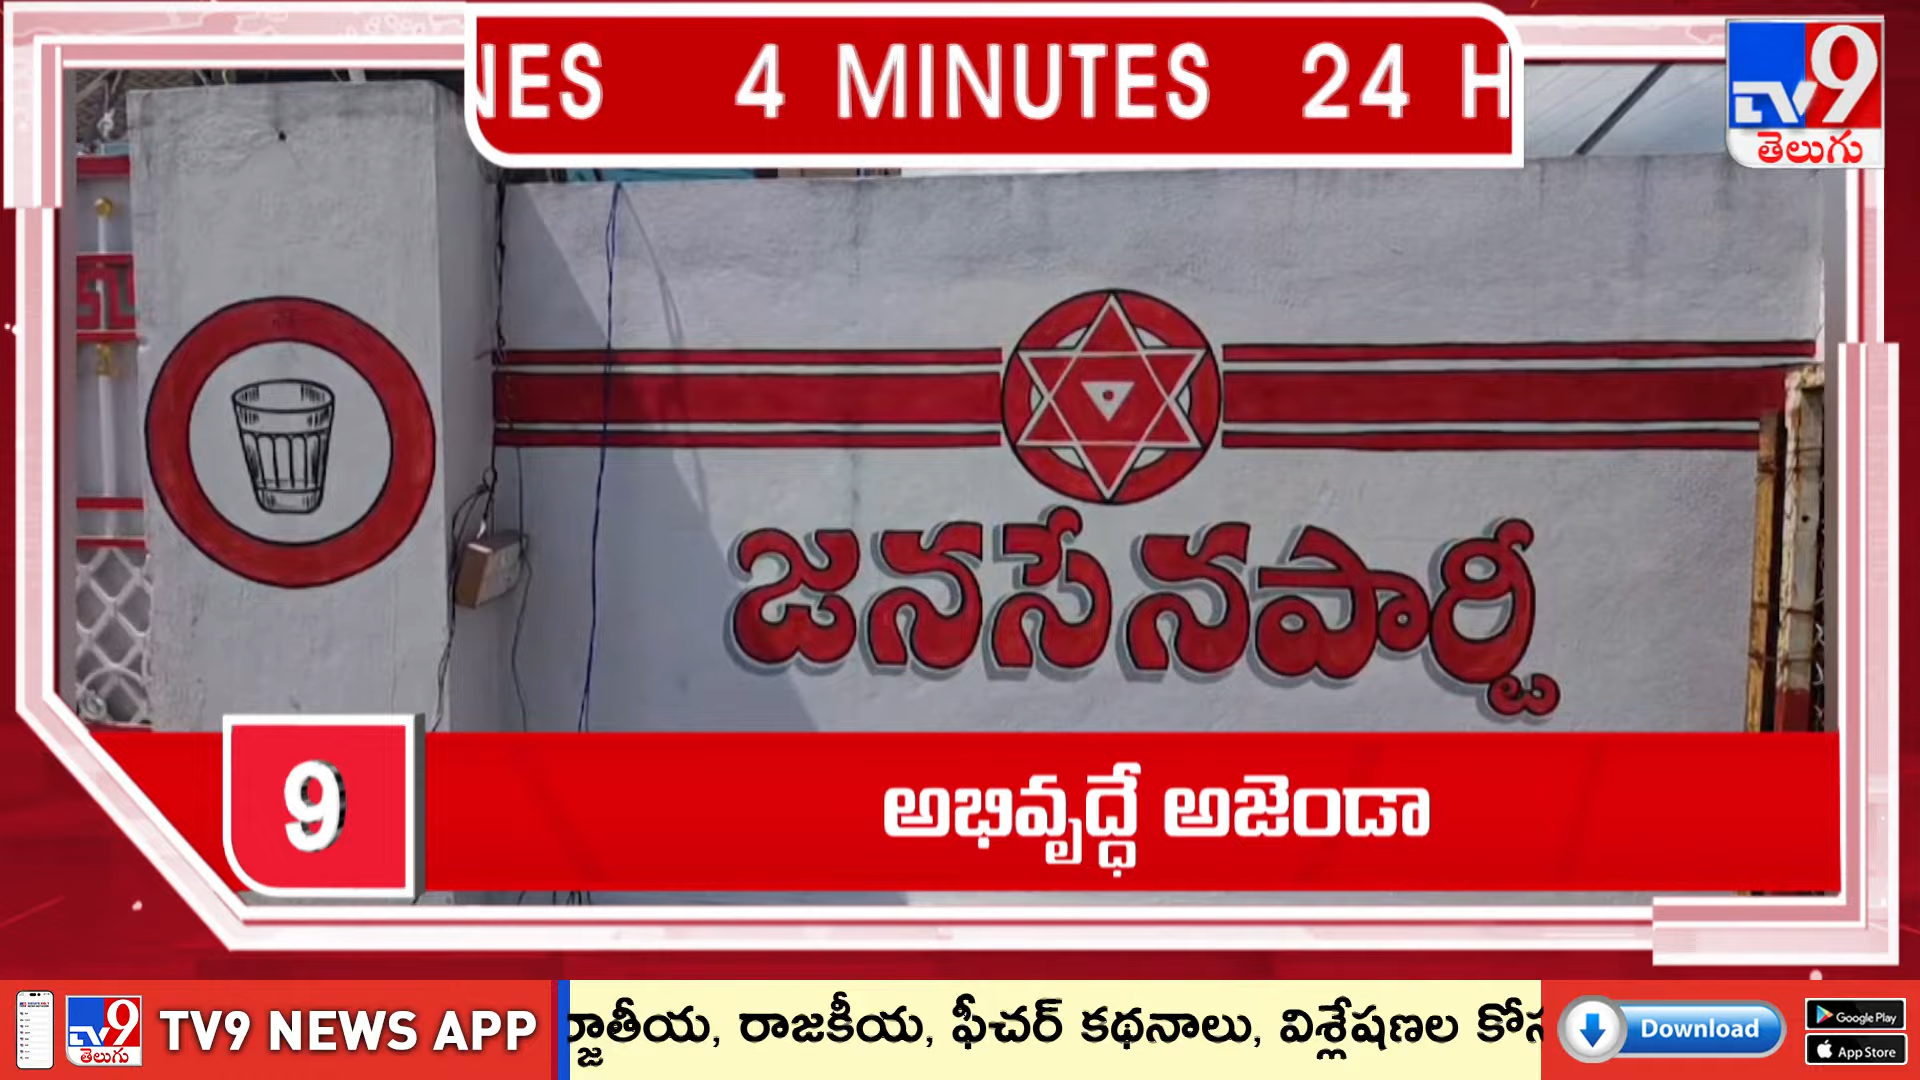 NES 4 MINUTES 24 H
TV9
తెలుగు
జనసేనపార్టీ
9
అభివృద్ధే అజెండా
TV9
తెలుగు
TV9 NEWS APP
ర్జాతీయ, రాజకీయ, ఫీచర్ కథనాలు, విశ్లేషణల కోస
Download
Google Play
App Store